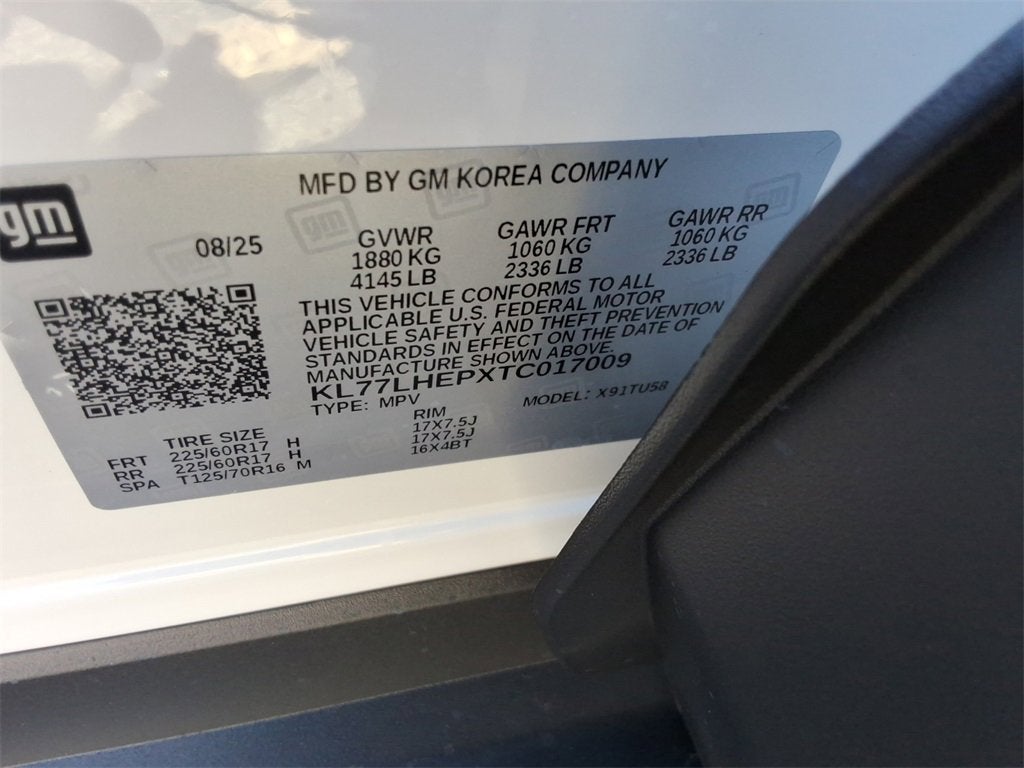 MFD BY GM KOREA COMPANY
gm
08/25
GVWR GAWR FRT GAWR RR
1880 KG 1060 KG 1060 KG
4145 LB 2336 LB 2336 LB
THIS VEHICLE CONFORMS TO ALL
APPLICABLE U.S. FEDERAL MOTOR
VEHICLE SAFETY AND THEFT PREVENTION
STANDARDS IN EFFECT ON THE DATE OF
MANUFACTURE SHOWN ABOVE.
KL77LHEPXTC017009
TYPE: MPV MODEL: X91TU58
TIRE SIZE RIM
FRT 225/60R17 H 17X7.5J
RR 225/60R17 H 17X7.5J
SPA T125/70R16 M 16X4BT